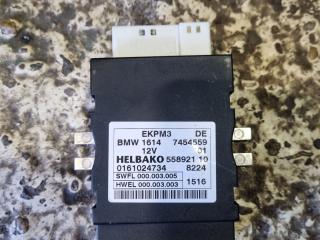 EKPM3 DE
BMW 1614 7454559
12V 01
HELBAKO 558921 10
0161024734 8224
SWFL 000.003.005
HWEL 000.003.003 1516